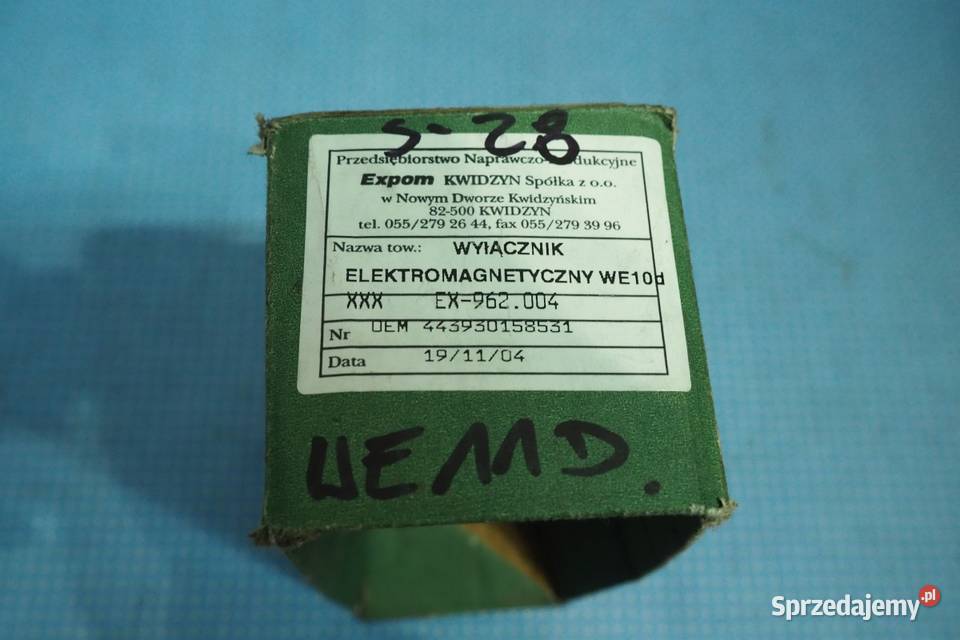 S-28
Przedsiębiorstwo Naprawczo-Produkcyjne
Expom KWIDZYN Spółka z o.o.
w Nowym Dworze Kwidzyńskim
82-500 KWIDZYN
tel. 055/279 26 44, fax 055/279 39 96
Nazwa tow.: WYłĄCZNIK
ELEKTROMAGNETYCZNY WE10d
XXX EX-962.004
Nr OEM 443930158531
Data 19/11/04
WE11D.
Sprzedajemy.pl